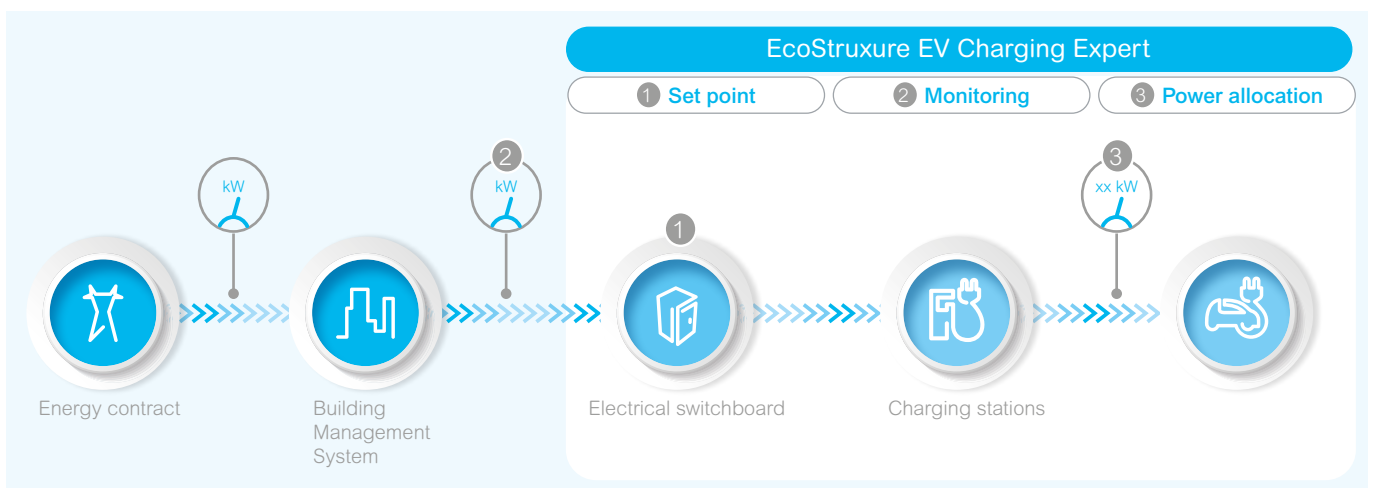 EcoStruxure EV Charging Expert
1 Set point
2 Monitoring
3 Power allocation
kW
2
kW
1
3
xx kW
Energy contract
Building
Management
System
Electrical switchboard
Charging stations